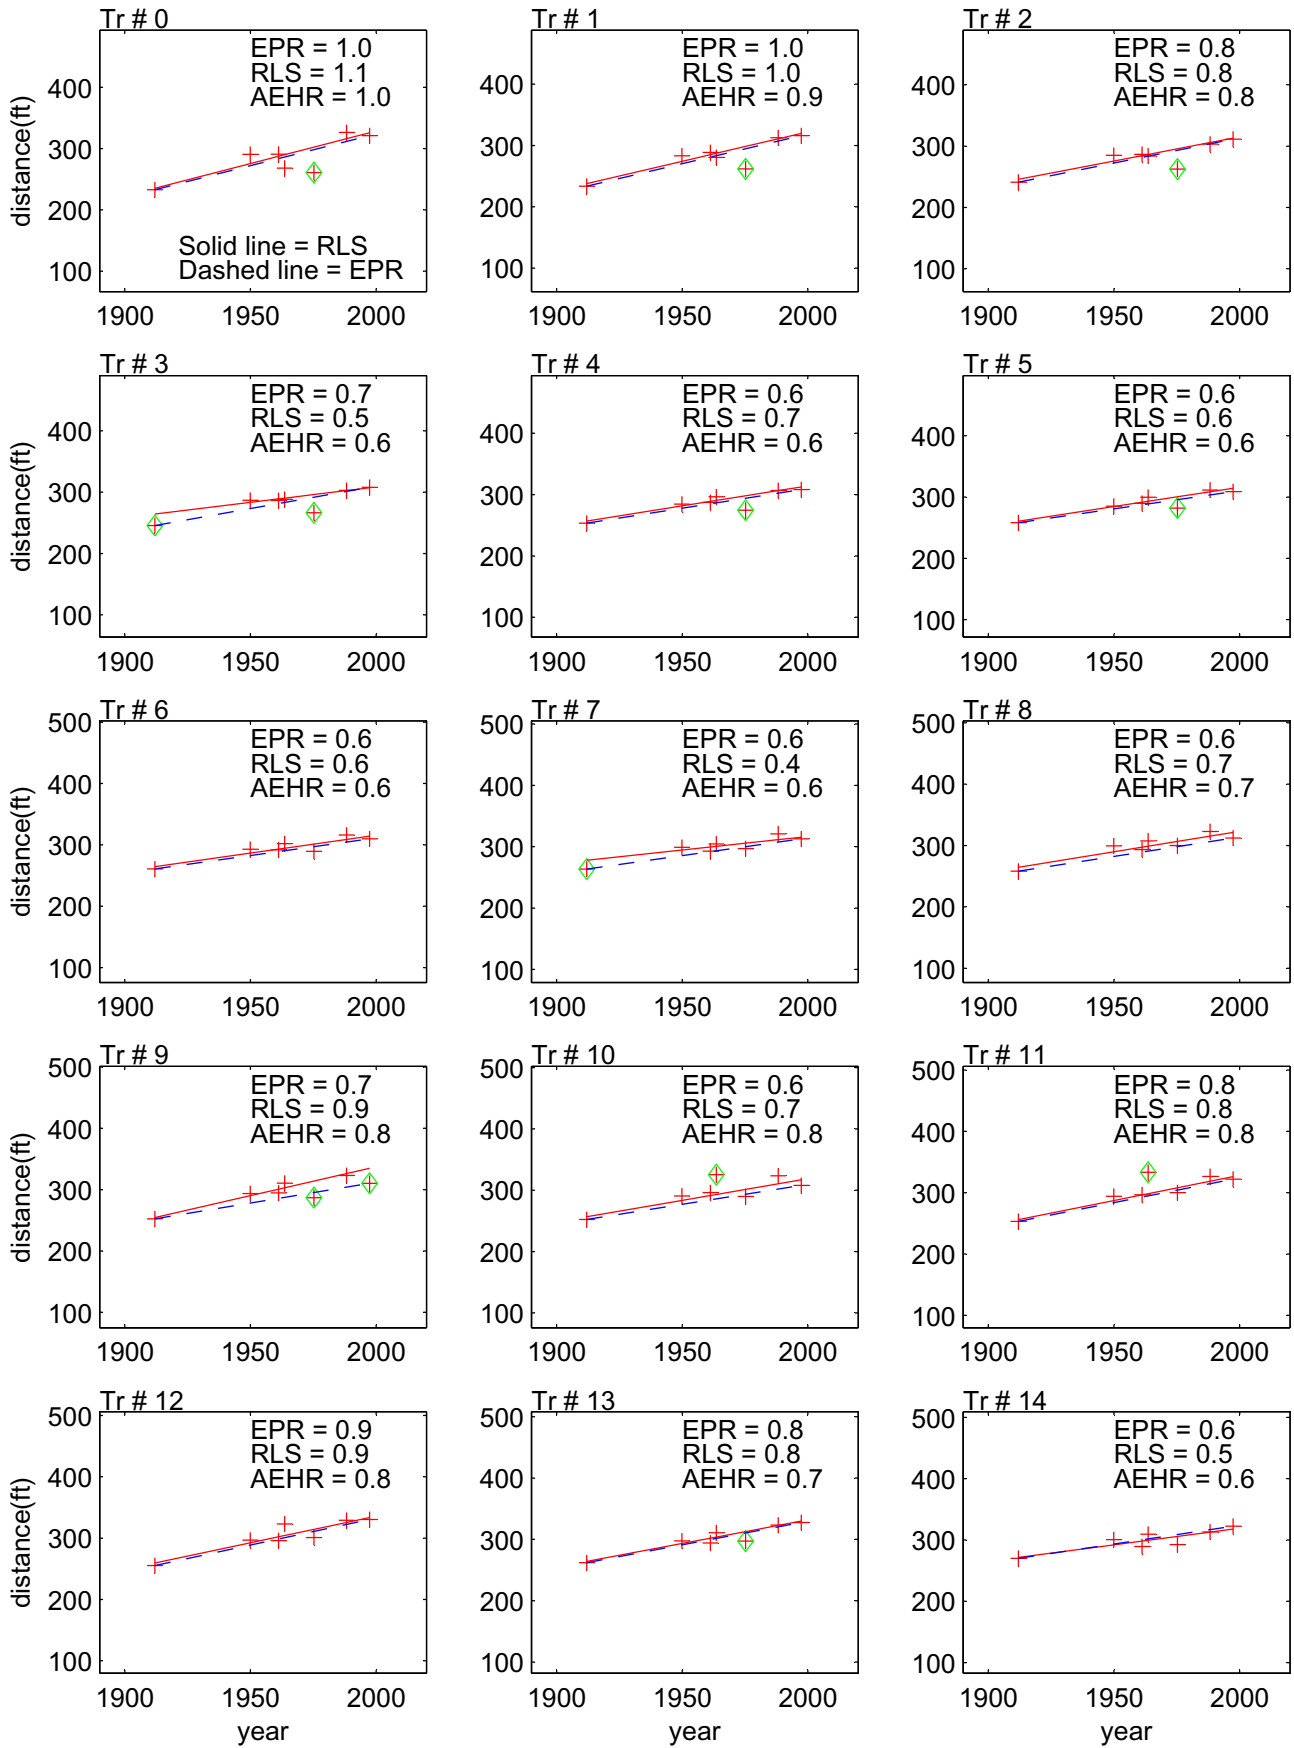 Tr # 0
EPR = 1.0
RLS = 1.1
AEHR = 1.0
Solid line = RLS
Dashed line = EPR
distance(ft)
400
300
200
100
1900 1950 2000
Tr # 1
EPR = 1.0
RLS = 1.0
AEHR = 0.9
400
300
200
100
1900 1950 2000
Tr # 2
EPR = 0.8
RLS = 0.8
AEHR = 0.8
400
300
200
100
1900 1950 2000
Tr # 3
EPR = 0.7
RLS = 0.5
AEHR = 0.6
distance(ft)
400
300
200
100
1900 1950 2000
Tr # 4
EPR = 0.6
RLS = 0.7
AEHR = 0.6
400
300
200
100
1900 1950 2000
Tr # 5
EPR = 0.6
RLS = 0.6
AEHR = 0.6
400
300
200
100
1900 1950 2000
Tr # 6
EPR = 0.6
RLS = 0.6
AEHR = 0.6
distance(ft)
500
400
300
200
100
1900 1950 2000
Tr # 7
EPR = 0.6
RLS = 0.4
AEHR = 0.6
500
400
300
200
100
1900 1950 2000
Tr # 8
EPR = 0.6
RLS = 0.7
AEHR = 0.7
500
400
300
200
100
1900 1950 2000
Tr # 9
EPR = 0.7
RLS = 0.9
AEHR = 0.8
distance(ft)
500
400
300
200
100
1900 1950 2000
Tr # 10
EPR = 0.6
RLS = 0.7
AEHR = 0.8
500
400
300
200
100
1900 1950 2000
Tr # 11
EPR = 0.8
RLS = 0.8
AEHR = 0.8
500
400
300
200
100
1900 1950 2000
Tr # 12
EPR = 0.9
RLS = 0.9
AEHR = 0.8
distance(ft)
500
400
300
200
100
1900 1950 2000
year
Tr # 13
EPR = 0.8
RLS = 0.8
AEHR = 0.7
500
400
300
200
100
1900 1950 2000
year
Tr # 14
EPR = 0.6
RLS = 0.5
AEHR = 0.6
500
400
300
200
100
1900 1950 2000
year